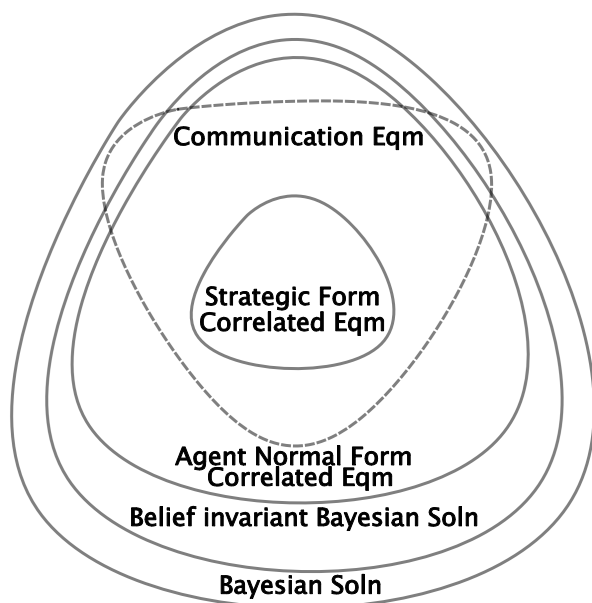 Communication Eqm
Strategic Form
Correlated Eqm
Agent Normal Form
Correlated Eqm
Belief invariant Bayesian Soln
Bayesian Soln